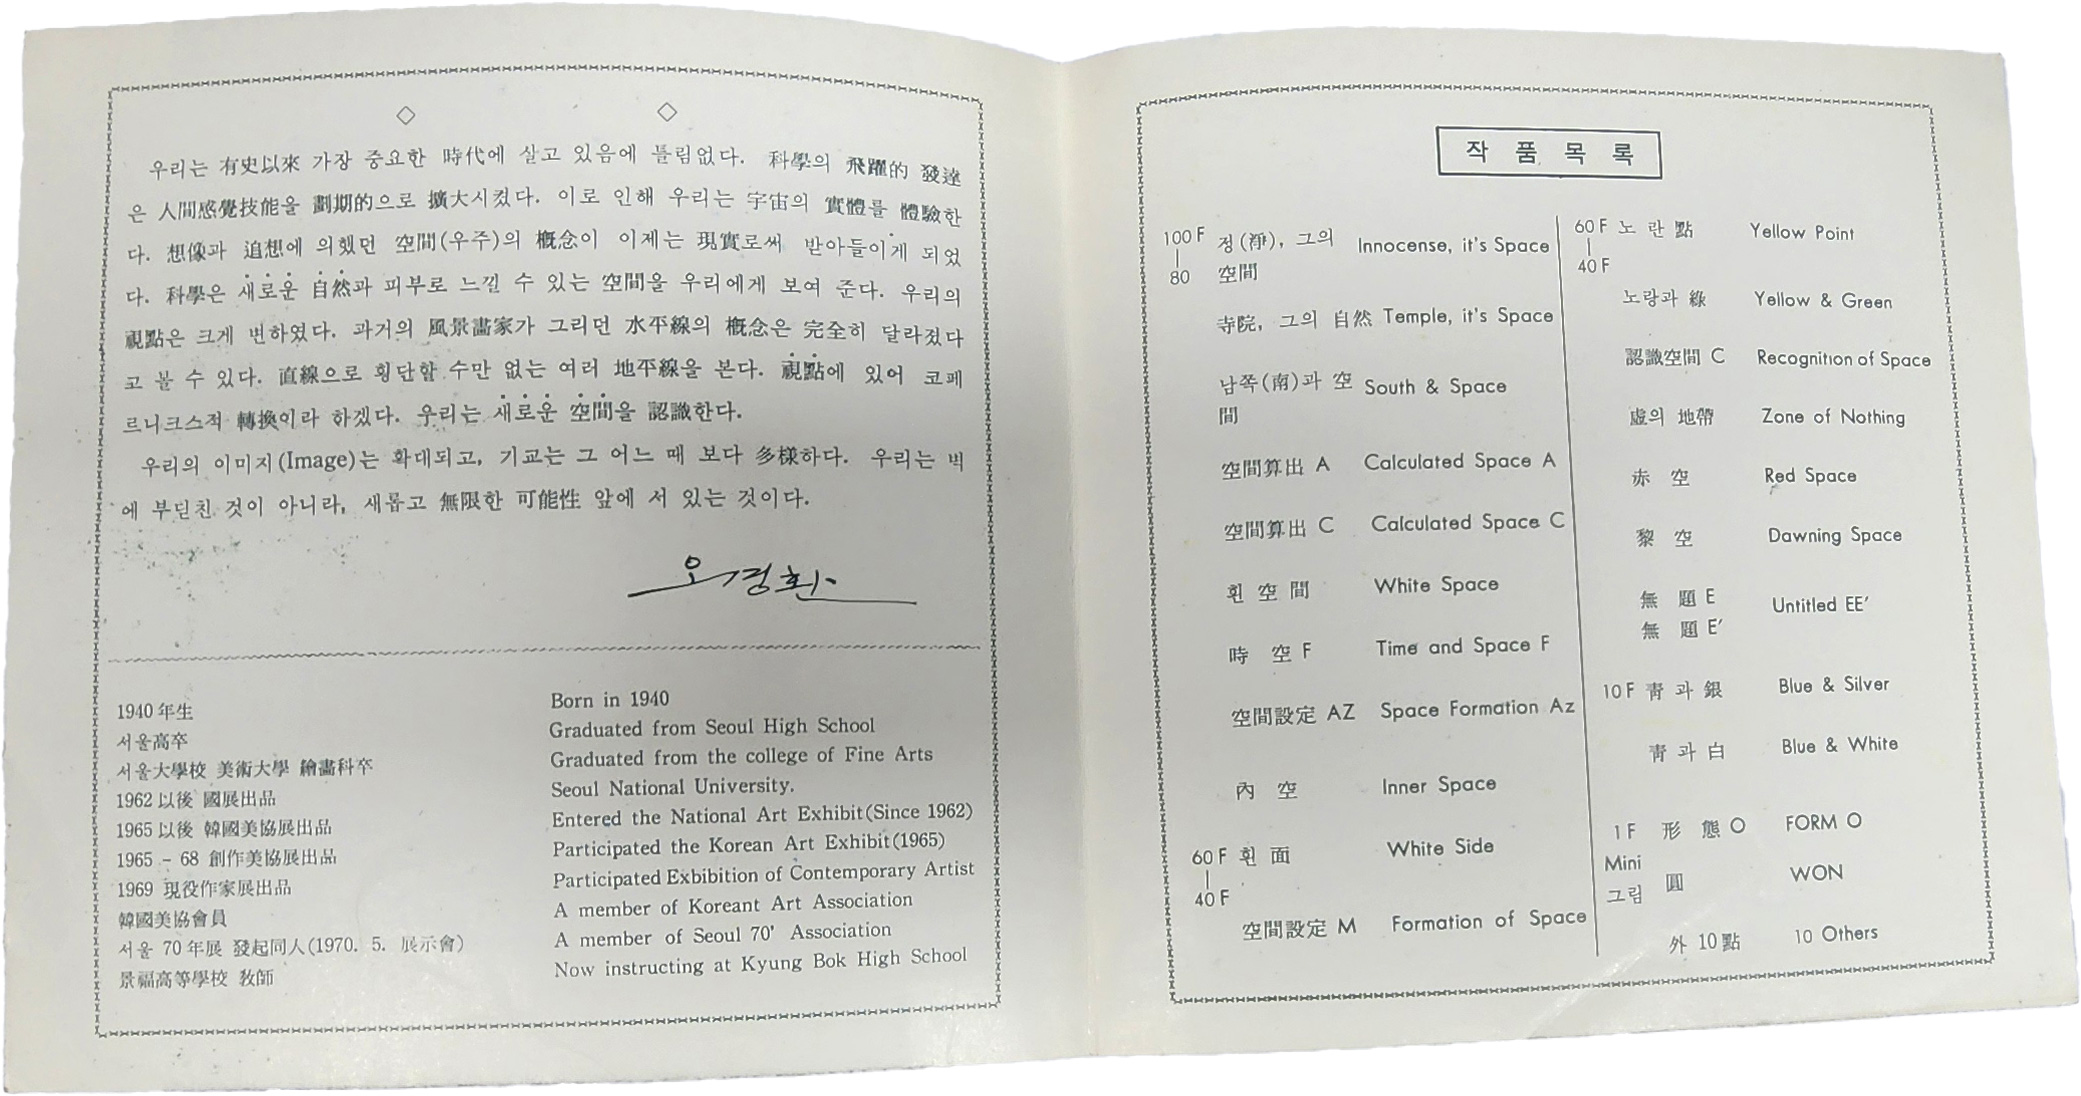 ◇ ◇
우리는 有史以來 가장 중요한 時代에 살고 있음에 틀림없다. 科學의 飛躍的 發達
은 人間感覺技能을 劃期的으로 擴大시켰다. 이로 인해 우리는 宇宙의 實體를 體驗한
다. 想像과 追想에 의했던 空間(우주)의 槪念이 이제는 現實로써 받아들이게 되었
다. 科學은 새로운 自然과 피부로 느낄 수 있는 空間을 우리에게 보여 준다. 우리의
視點은 크게 변하였다. 과거의 風景畵家가 그리던 水平線의 槪念은 完全히 달라졌다
고 볼 수 있다. 直線으로 횡단할 수만 없는 여러 地平線을 본다. 視點에 있어 코페
르니크스적 轉換이라 하겠다. 우리는 새로운 空間을 認識한다.
우리의 이미지(Image)는 확대되고, 기교는 그 어느 때 보다 多樣하다. 우리는 벽
에 부딛친 것이 아니라, 새롭고 無限한 可能性 앞에 서 있는 것이다.
오경환
1940年生
서울高卒
서울大學校 美術大學 繪畵科卒
1962以後 國展出品
1965以後 韓國美協展出品
1965 - 68 創作美協展出品
1969 現役作家展出品
韓國美協會員
서울 70年展 發起同人(1970. 5. 展示會)
景福高等學校 敎師
Born in 1940
Graduated from Seoul High School
Graduated from the college of Fine Arts
Seoul National University.
Entered the National Art Exhibit(Since 1962)
Participated the Korean Art Exhibit(1965)
Participated Exbibition of Contemporary Artist
A member of Koreant Art Association
A member of Seoul 70' Association
Now instructing at Kyung Bok High School
작 품 목 록
100F 정(淨), 그의 Innocense, it's Space
80 空間
寺院, 그의 自然 Temple, it's Space
남쪽(南)과 空 South & Space
間
空間算出 A Calculated Space A
空間算出 C Calculated Space C
흰 空 間 White Space
時 空 F Time and Space F
空間設定 AZ Space Formation Az
內 空 Inner Space
60F 흰 面 White Side
40F
空間設定 M Formation of Space
60F 노 란 點 Yellow Point
40F
노랑과 綠 Yellow & Green
認識空間 C Recognition of Space
虛의 地帶 Zone of Nothing
赤 空 Red Space
黎 空 Dawning Space
無 題 E Untitled EE'
無 題 E'
10F 靑 과 銀 Blue & Silver
靑 과 白 Blue & White
1F 形 態 O FORM O
Mini
그림 圓 WON
外 10點 10 Others